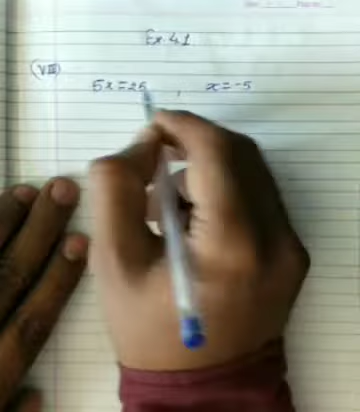 Ex. 4.1
(VIII)
5x = 25 , x = -5